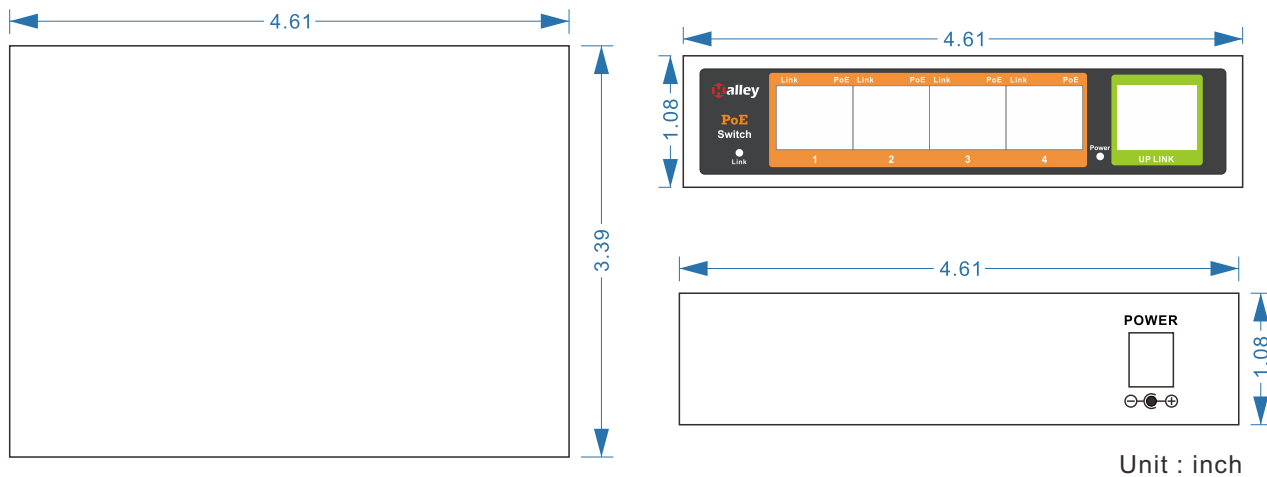 4.61
3.39
4.61
1.08
Link PoE Link PoE Link PoE Link PoE
Halley
PoE
Switch
Link
1 2 3 4
Power
UP LINK
4.61
1.08
POWER
Unit : inch